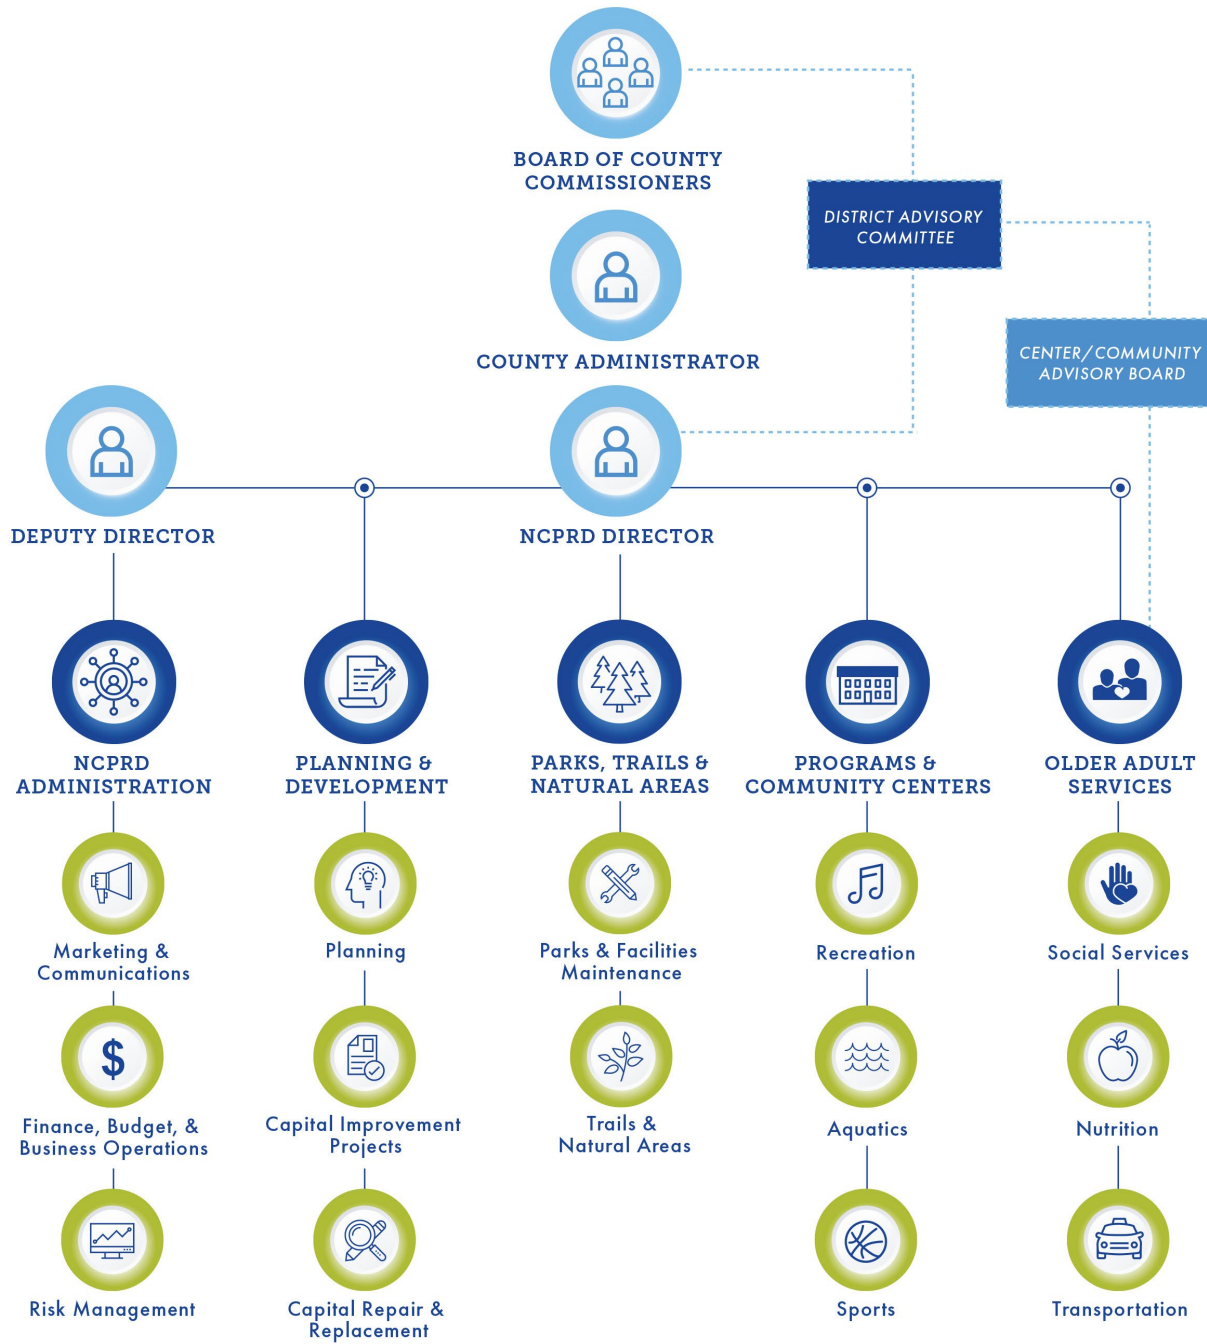 BOARD OF COUNTY
COMMISSIONERS
DISTRICT ADVISORY
COMMITTEE
COUNTY ADMINISTRATOR
CENTER/COMMUNITY
ADVISORY BOARD
DEPUTY DIRECTOR
NCPRD DIRECTOR
NCPRD
ADMINISTRATION
PLANNING &
DEVELOPMENT
PARKS, TRAILS &
NATURAL AREAS
PROGRAMS &
COMMUNITY CENTERS
OLDER ADULT
SERVICES
Marketing &
Communications
Planning
Parks & Facilities
Maintenance
Recreation
Social Services
$
Finance, Budget, &
Business Operations
Capital Improvement
Projects
Trails &
Natural Areas
Aquatics
Nutrition
Risk Management
Capital Repair &
Replacement
Sports
Transportation